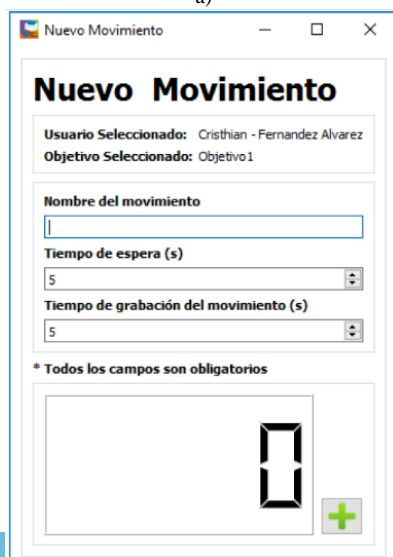 a)
Nuevo Movimiento
Nuevo Movimiento
Usuario Seleccionado: Cristhian - Fernandez Alvarez
Objetivo Seleccionado: Objetivo1
Nombre del movimiento
Tiempo de espera (s)
5
Tiempo de grabación del movimiento (s)
5
* Todos los campos son obligatorios
0